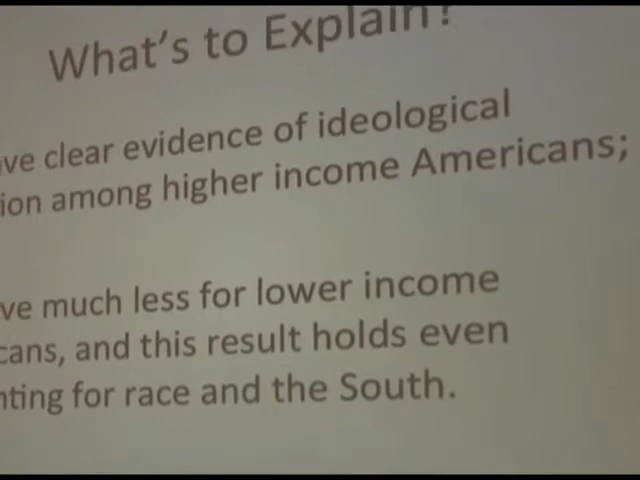 What's to Explain?
ve clear evidence of ideological
ion among higher income Americans;
ve much less for lower income
cans, and this result holds even
nting for race and the South.